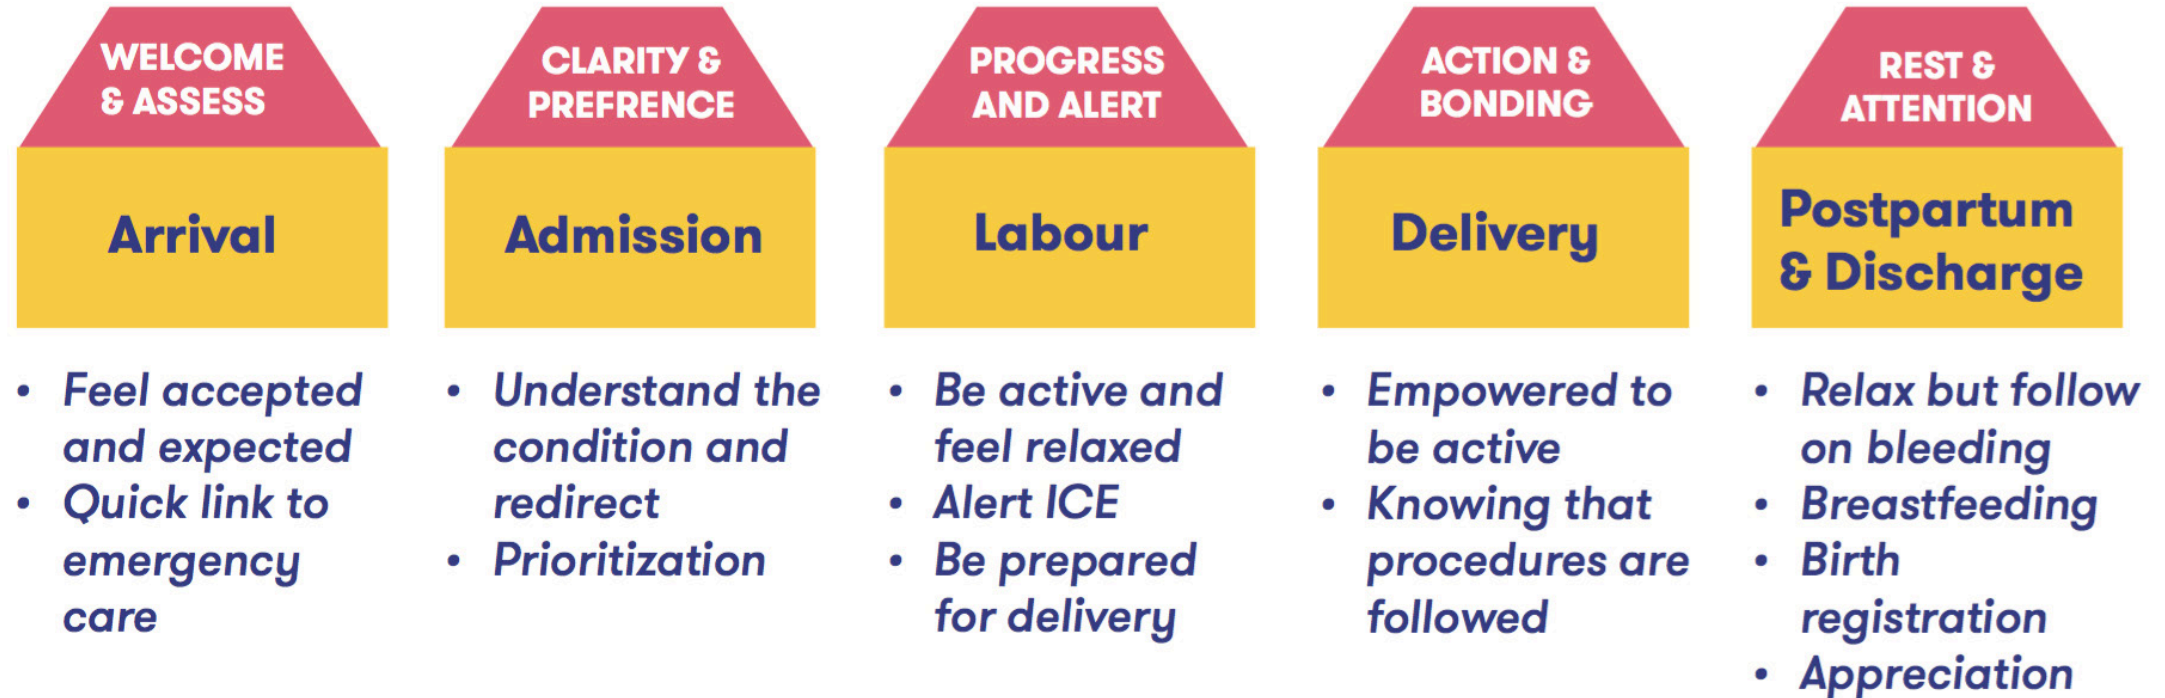 WELCOME
& ASSESS
Arrival
• Feel accepted
and expected
• Quick link to
emergency
care
CLARITY &
PREFRENCE
Admission
• Understand the
condition and
redirect
• Prioritization
PROGRESS
AND ALERT
Labour
• Be active and
feel relaxed
• Alert ICE
• Be prepared
for delivery
ACTION &
BONDING
Delivery
• Empowered to
be active
• Knowing that
procedures are
followed
REST &
ATTENTION
Postpartum
& Discharge
• Relax but follow
on bleeding
• Breastfeeding
• Birth
registration
• Appreciation